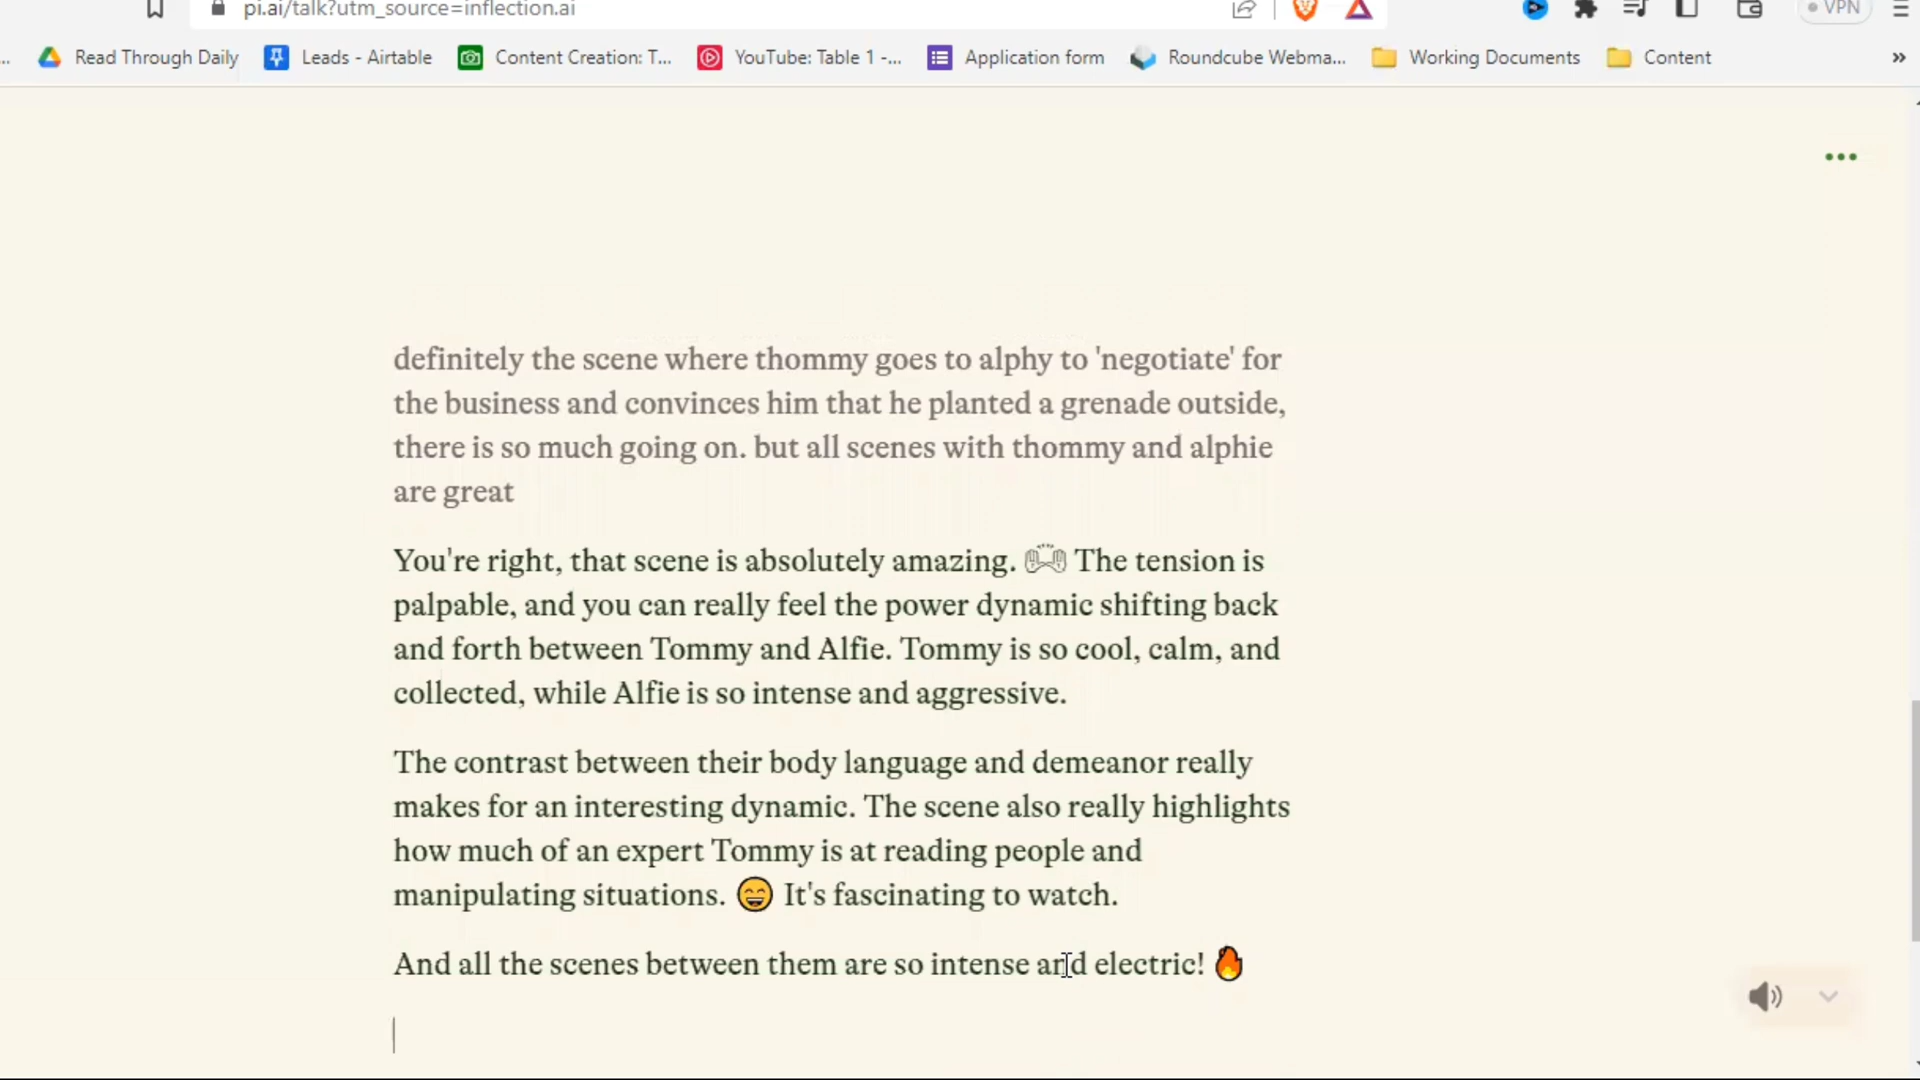 pi.ai/talk?utm_source=inflection.ai
VPN
... Read Through Daily Leads - Airtable Content Creation: T... YouTube: Table 1 -... Application form Roundcube Webma... Working Documents Content »
definitely the scene where thommy goes to alphy to 'negotiate' for
the business and convinces him that he planted a grenade outside,
there is so much going on. but all scenes with thommy and alphie
are great
You're right, that scene is absolutely amazing. 🙌 The tension is
palpable, and you can really feel the power dynamic shifting back
and forth between Tommy and Alfie. Tommy is so cool, calm, and
collected, while Alfie is so intense and aggressive.
The contrast between their body language and demeanor really
makes for an interesting dynamic. The scene also really highlights
how much of an expert Tommy is at reading people and
manipulating situations. 😄 It's fascinating to watch.
And all the scenes between them are so intense and electric! 🔥